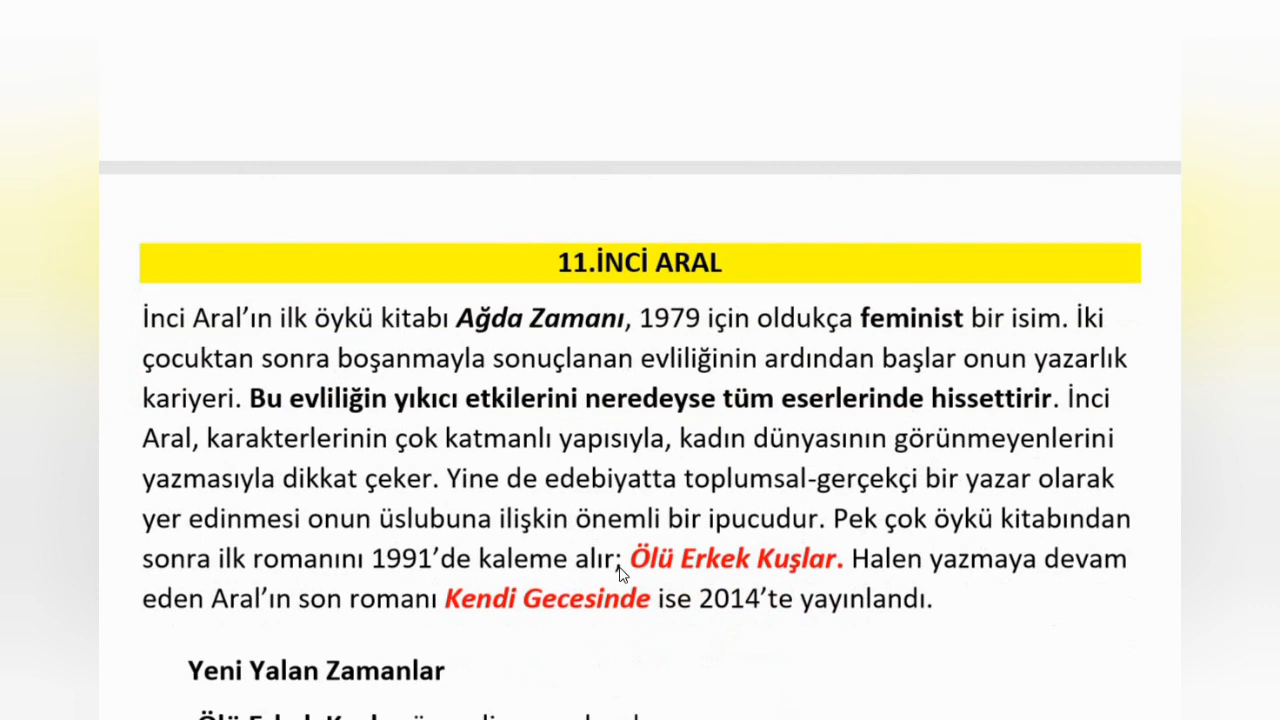 11.İNCİ ARAL
İnci Aral’ın ilk öykü kitabı Ağda Zamanı, 1979 için oldukça feminist bir isim. İki
çocuktan sonra boşanmayla sonuçlanan evliliğinin ardından başlar onun yazarlık
kariyeri. Bu evliliğin yıkıcı etkilerini neredeyse tüm eserlerinde hissettirir. İnci
Aral, karakterlerinin çok katmanlı yapısıyla, kadın dünyasının görünmeyenlerini
yazmasıyla dikkat çeker. Yine de edebiyatta toplumsal-gerçekçi bir yazar olarak
yer edinmesi onun üslubuna ilişkin önemli bir ipucudur. Pek çok öykü kitabından
sonra ilk romanını 1991’de kaleme alır; Ölü Erkek Kuşlar. Halen yazmaya devam
eden Aral’ın son romanı Kendi Gecesinde ise 2014’te yayınlandı.
Yeni Yalan Zamanlar
Ölü Erkek